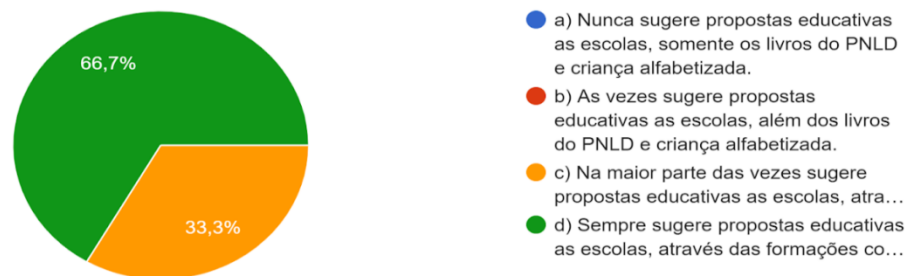 66,7%
33,3%
a) Nunca sugere propostas educativas
as escolas, somente os livros do PNLD
e criança alfabetizada.
b) As vezes sugere propostas
educativas as escolas, além dos livros
do PNLD e criança alfabetizada.
c) Na maior parte das vezes sugere
propostas educativas as escolas, atra…
d) Sempre sugere propostas educativas
as escolas, através das formações co…